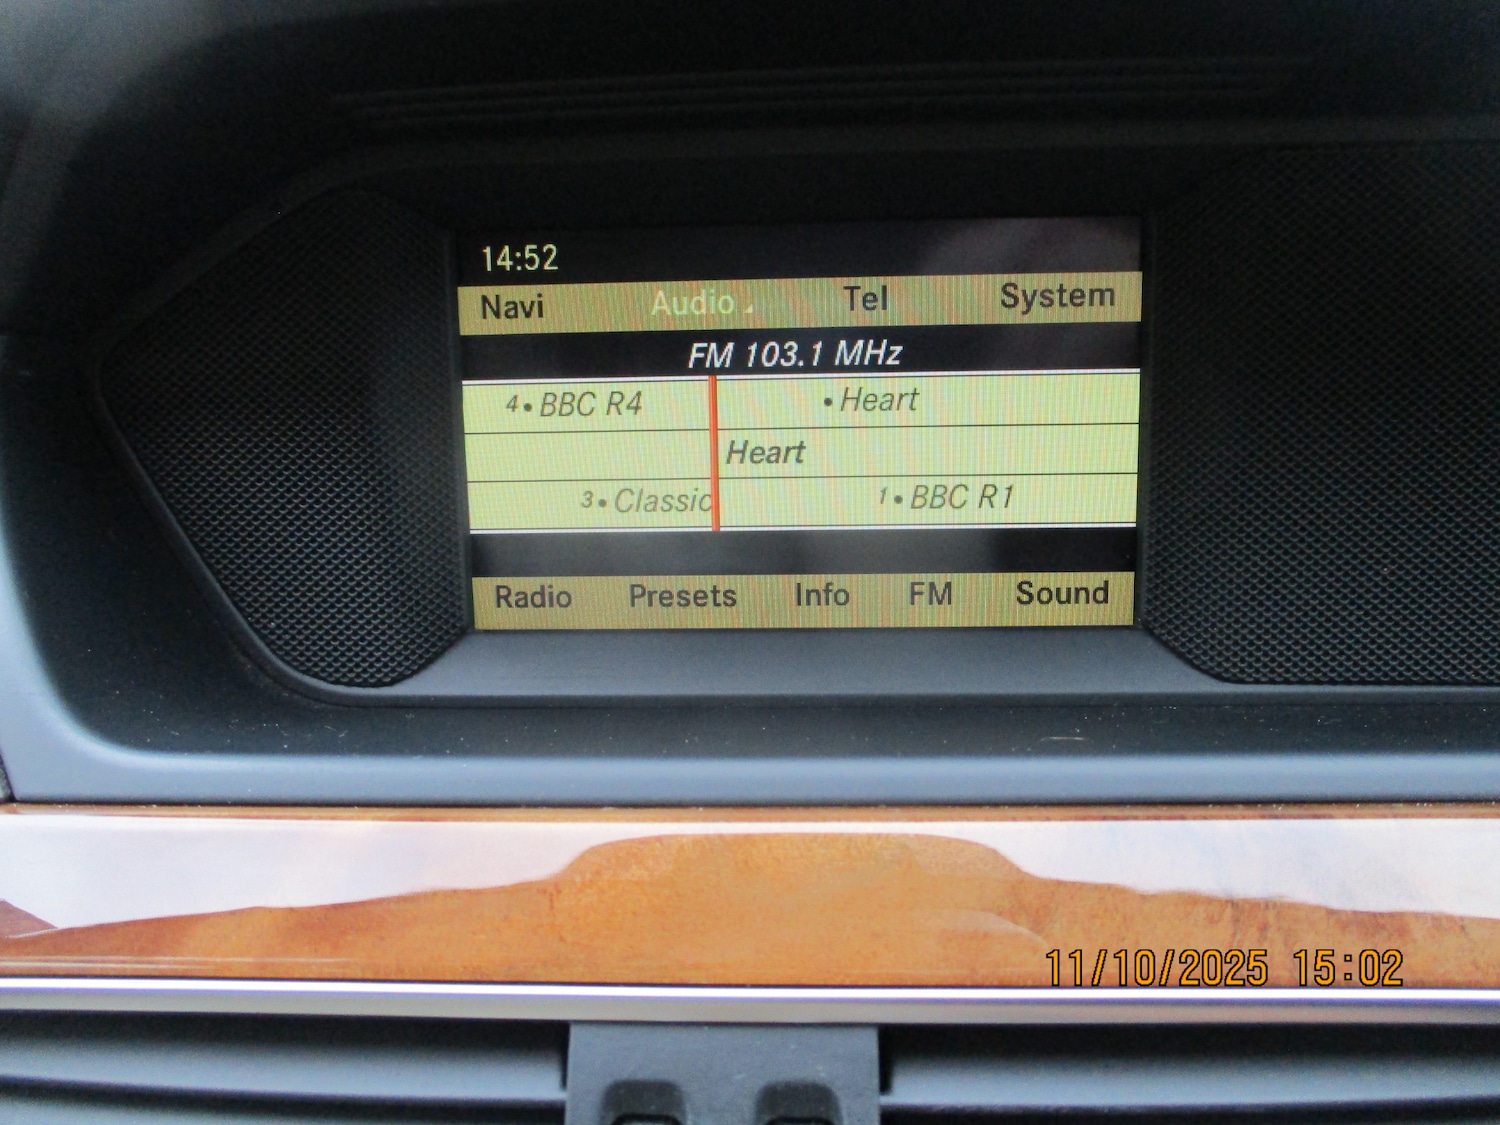 14:52
Navi Audio Tel System
FM 103.1 MHz
4•BBC R4 •Heart
Heart
3•Classic 1•BBC R1
Radio Presets Info FM Sound
11/10/2025 15:02